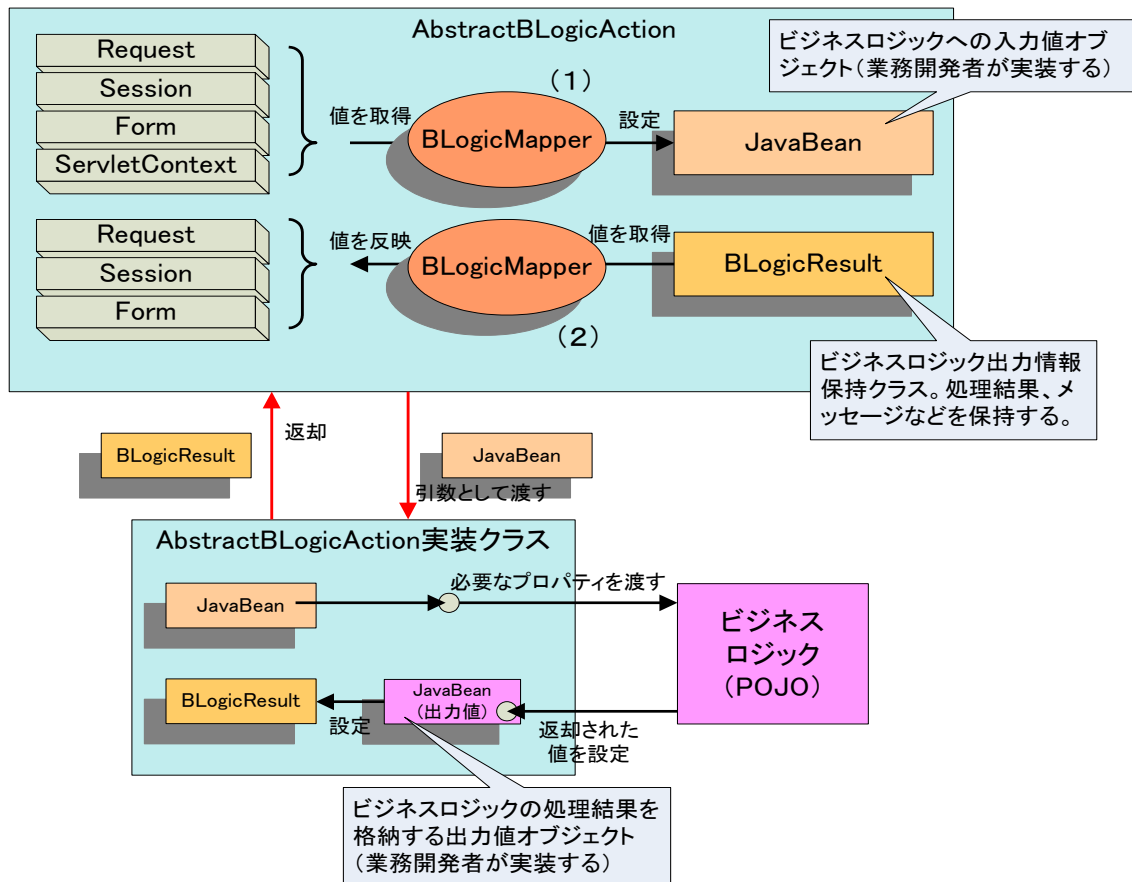 AbstractBLogicAction
ビジネスロジックへの入力値オブ
ジェクト(業務開発者が実装する)
Request
Session
Form
ServletContext
値を取得
(1)
BLogicMapper
設定
JavaBean
Request
Session
Form
値を反映
BLogicMapper
(2)
値を取得
BLogicResult
ビジネスロジック出力情報
保持クラス。処理結果、メ
ッセージなどを保持する。
返却
BLogicResult
JavaBean
引数として渡す
AbstractBLogicAction実装クラス
必要なプロパティを渡す
JavaBean
ビジネス
ロジック
(POJO)
BLogicResult
設定
JavaBean
(出力値)
返却された
値を設定
ビジネスロジックの処理結果を
格納する出力値オブジェクト
(業務開発者が実装する)